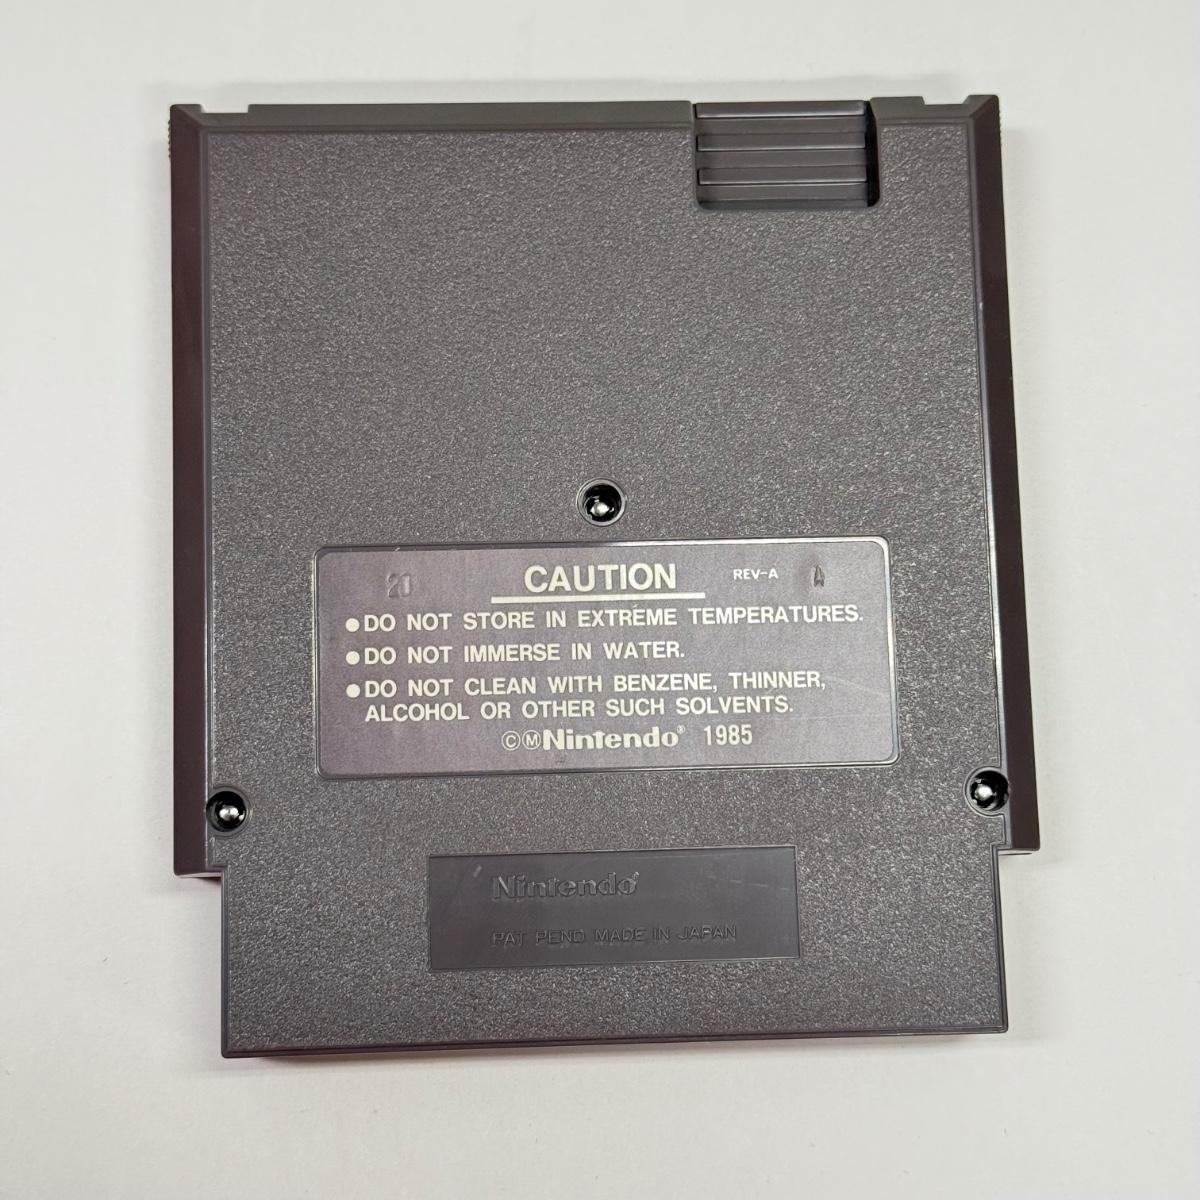 20 CAUTION REV-A A
●DO NOT STORE IN EXTREME TEMPERATURES.
●DO NOT IMMERSE IN WATER.
●DO NOT CLEAN WITH BENZENE, THINNER,
ALCOHOL OR OTHER SUCH SOLVENTS.
©ⓂNintendo® 1985
Nintendo®
PAT PEND MADE IN JAPAN